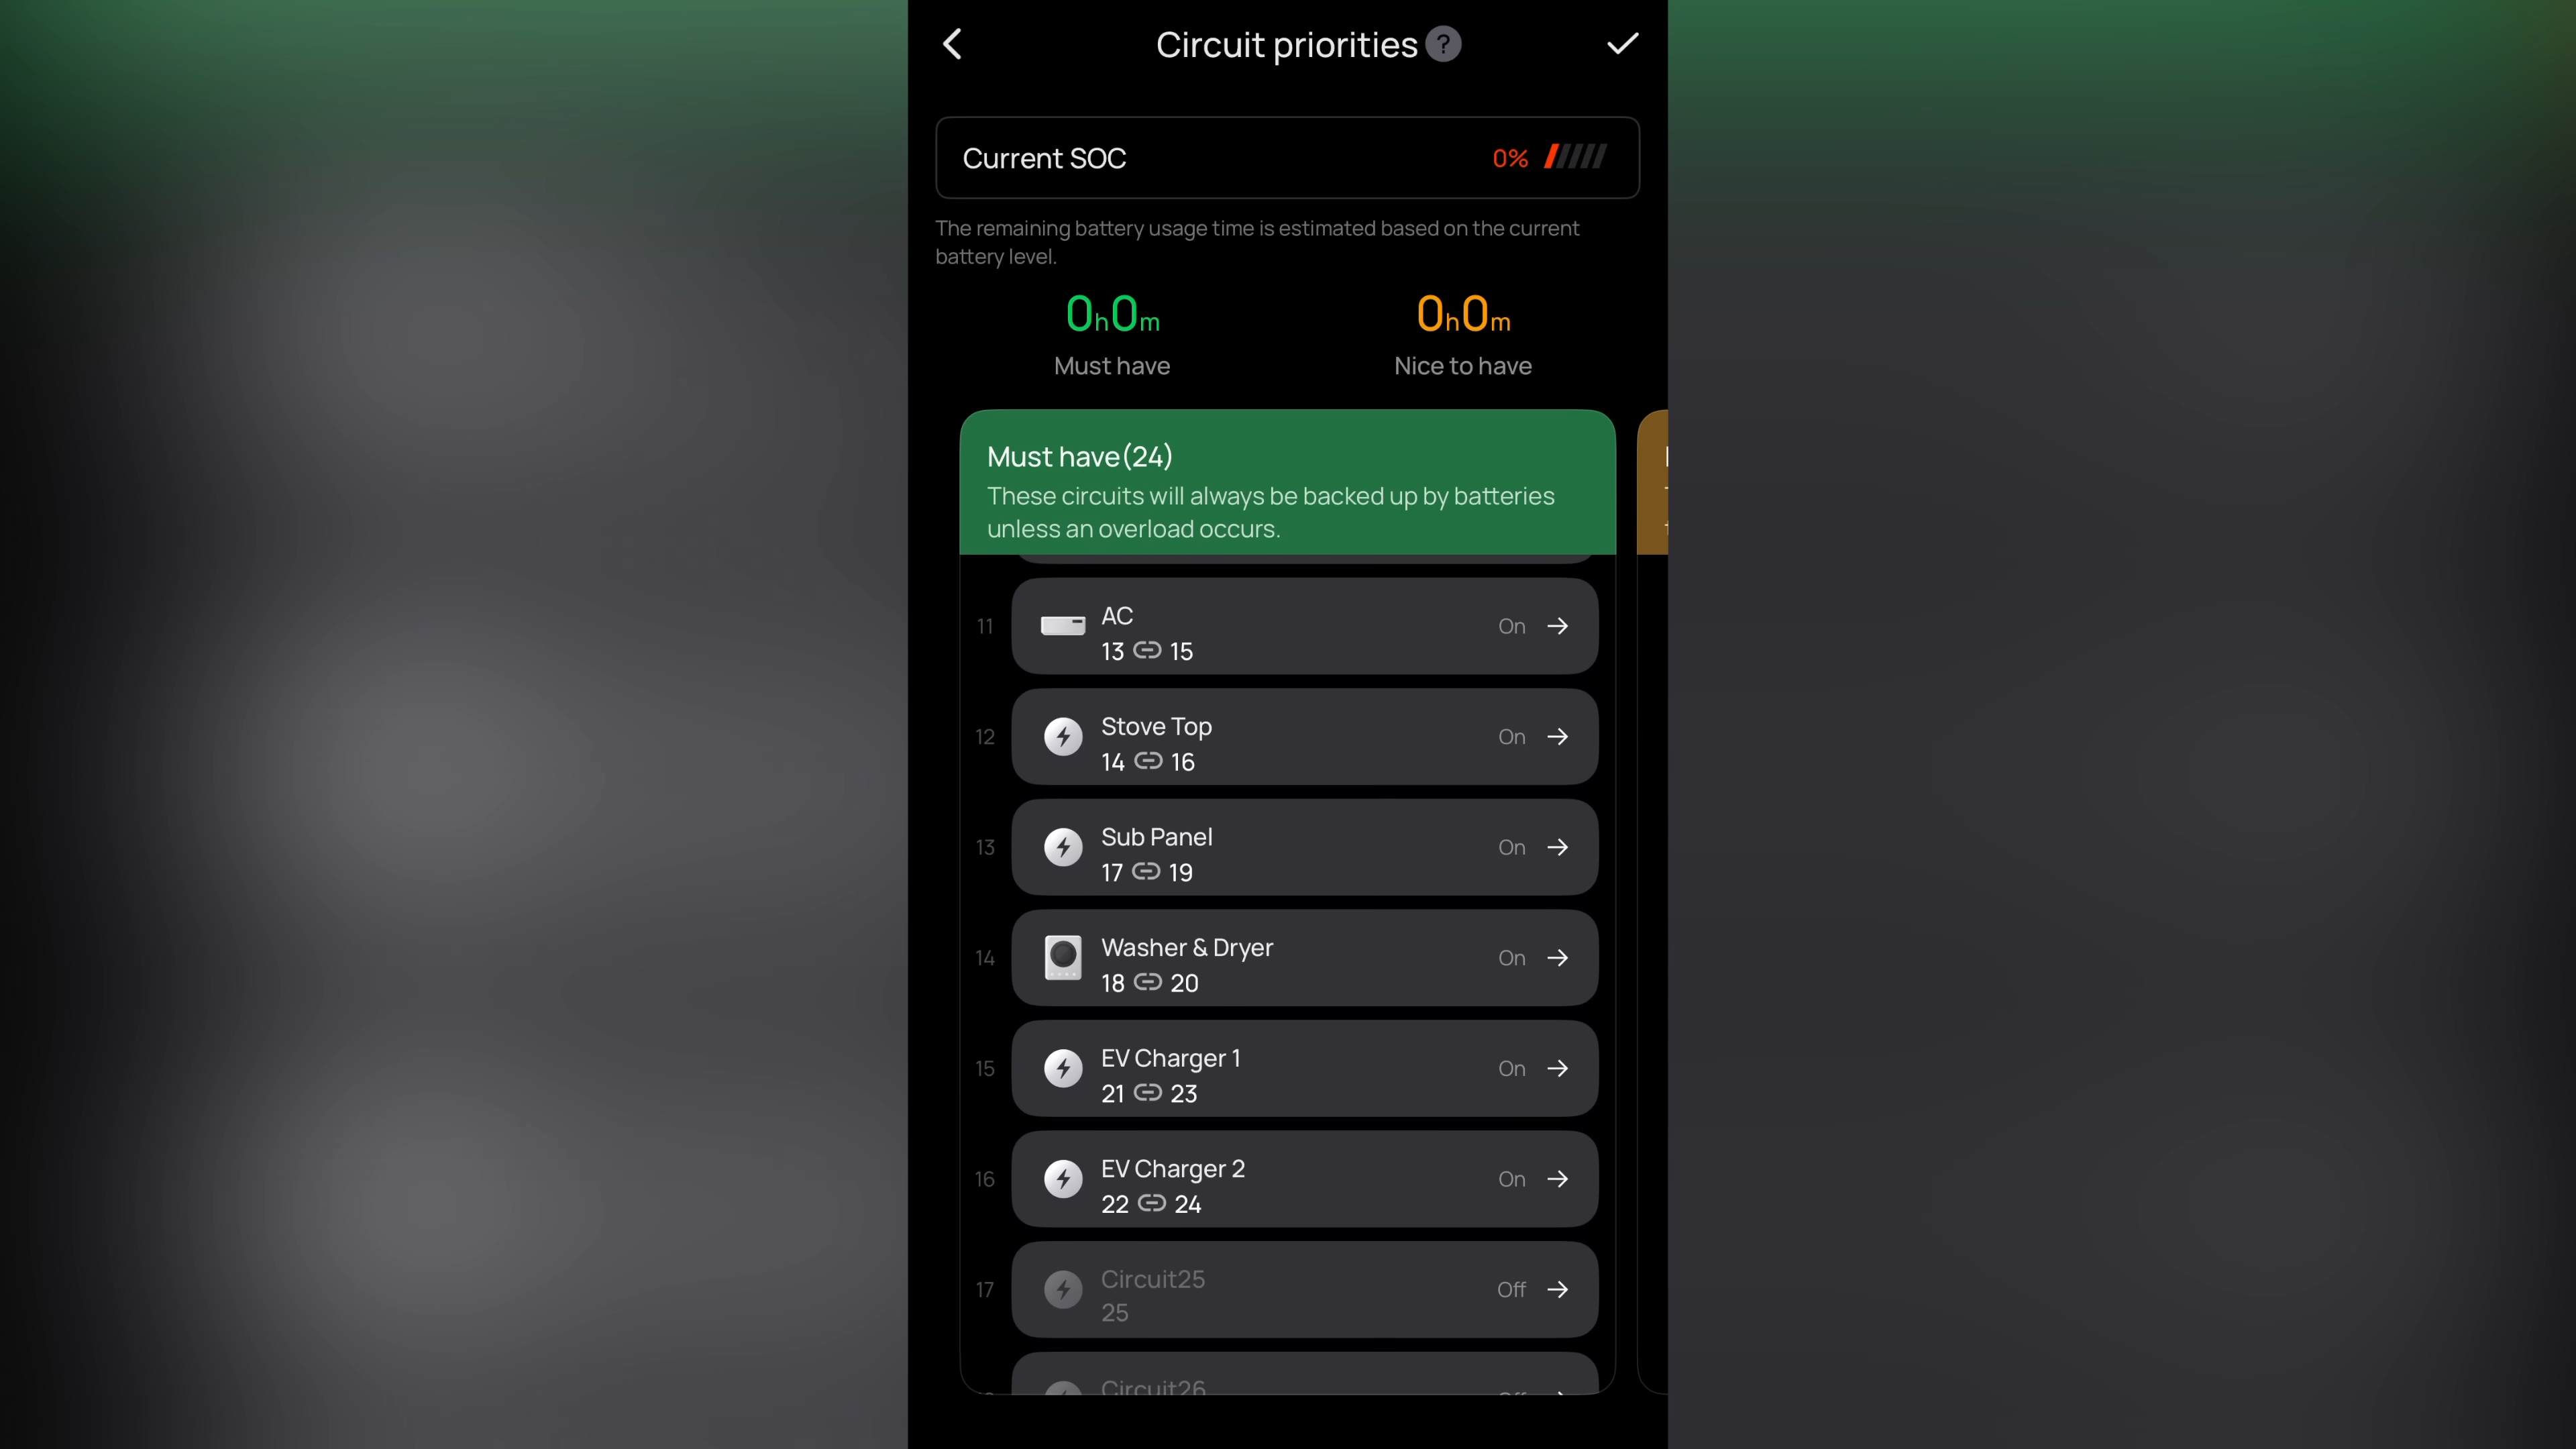 Circuit priorities ?
Current SOC 0%
The remaining battery usage time is estimated based on the current
battery level.
0h0m 0h0m
Must have Nice to have
Must have(24)
These circuits will always be backed up by batteries
unless an overload occurs.
11 AC On
13 15
12 Stove Top On
14 16
13 Sub Panel On
17 19
14 Washer & Dryer On
18 20
15 EV Charger 1 On
21 23
16 EV Charger 2 On
22 24
17 Circuit25 Off
25
Circuit26 Off